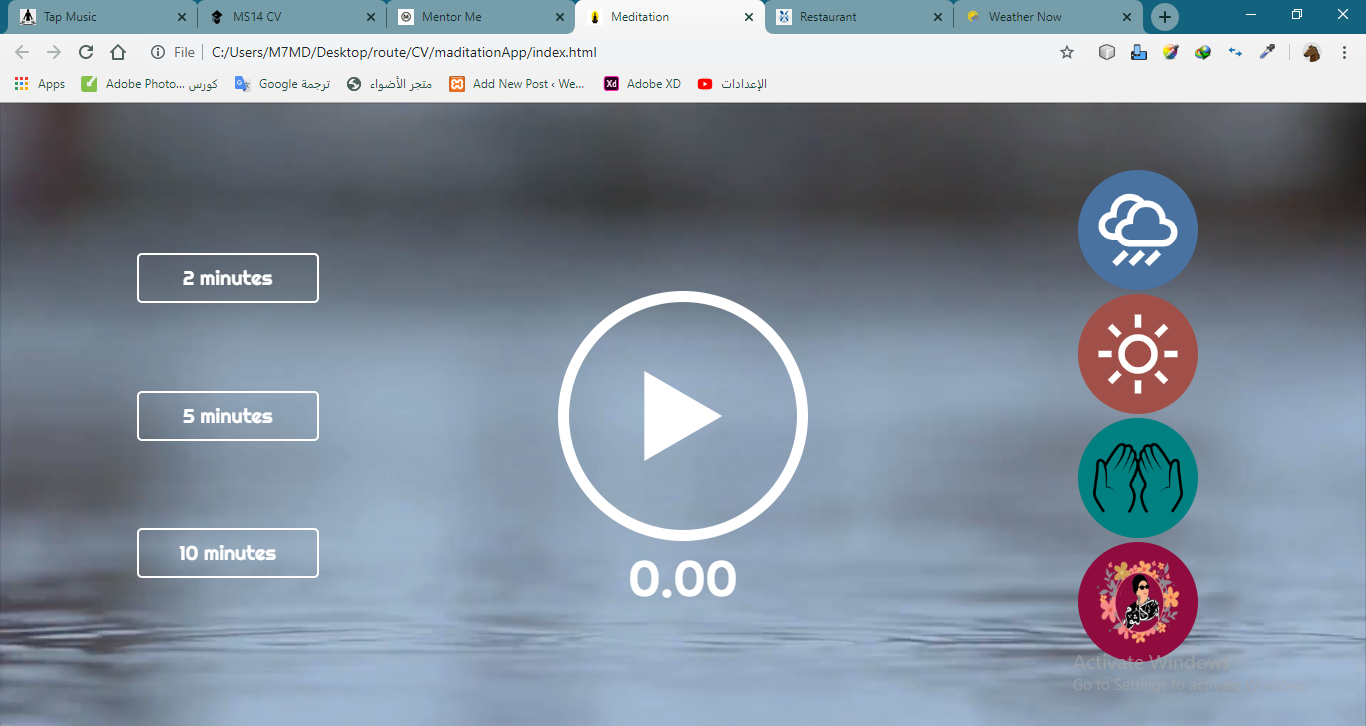 Tap Music
MS14 CV
Mentor Me
Meditation
Restaurant
Weather Now
File
C:/Users/M7MD/Desktop/route/CV/maditationApp/index.html
Apps
Adobe Photo... كورس
Google ترجمة
متجر الأضواء
Add New Post ‹ We...
Xd
Adobe XD
الإعدادات
2 minutes
5 minutes
10 minutes
0.00
Activate Windows
Go to Settings to activate